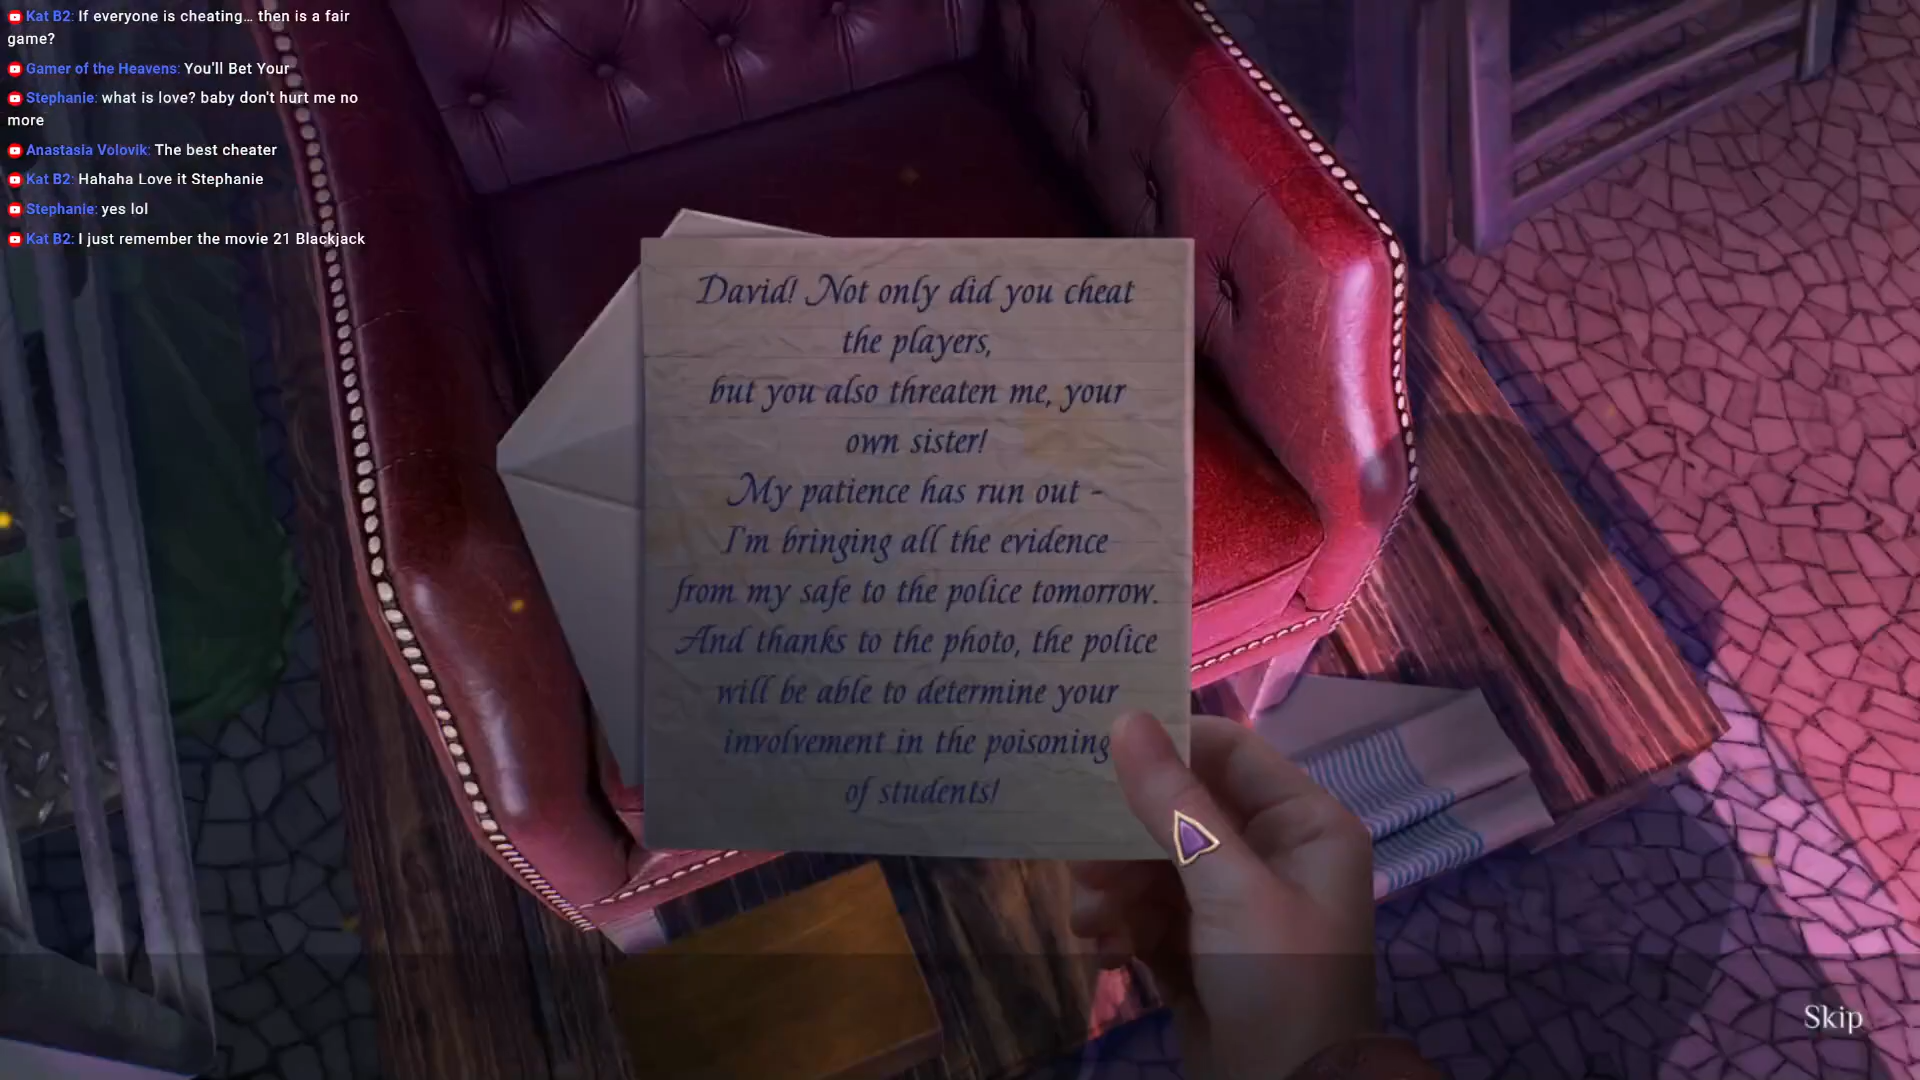 Kat B2: If everyone is cheating... then is a fair
game?
Gamer of the Heavens: You'll Bet Your
Stephanie: what is love? baby don't hurt me no
more
Anastasia Volovik: The best cheater
Kat B2: Hahaha Love it Stephanie
Stephanie: yes lol
Kat B2: I just remember the movie 21 Blackjack
David! Not only did you cheat
the players,
but you also threaten me, your
own sister!
My patience has run out -
I'm bringing all the evidence
from my safe to the police tomorrow.
And thanks to the photo, the police
will be able to determine your
involvement in the poisoning
of students!
Skip